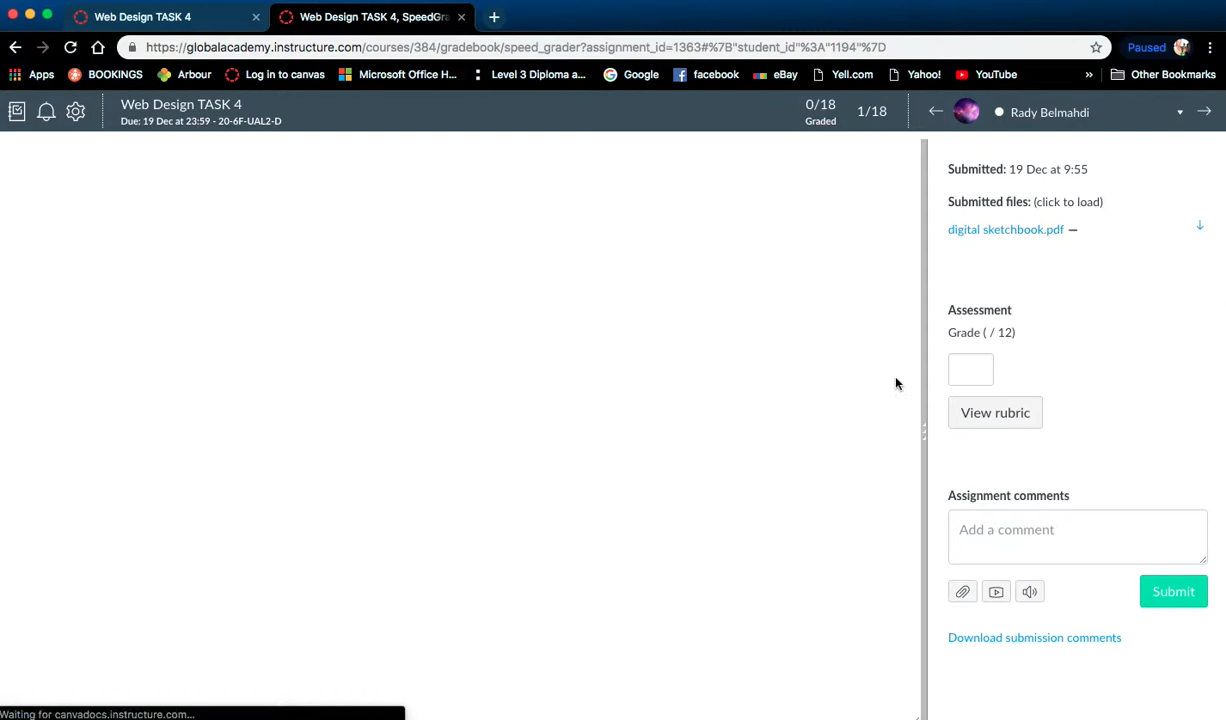 Web Design TASK 4
Web Design TASK 4, SpeedGra
https://globalacademy.instructure.com/courses/384/gradebook/speed_grader?assignment_id=1363#%7B"student_id"%3A"1194"%7D
Paused
Apps
BOOKINGS
Arbour
Log in to canvas
Microsoft Office H...
Level 3 Diploma a...
Google
facebook
eBay
Yell.com
Yahoo!
YouTube
»
Other Bookmarks
Web Design TASK 4
Due: 19 Dec at 23:59 - 20-6F-UAL2-D
0/18
Graded
1/18
Rady Belmahdi
Submitted: 19 Dec at 9:55
Submitted files: (click to load)
digital sketchbook.pdf –
Assessment
Grade ( / 12)
View rubric
Assignment comments
Add a comment
Submit
Download submission comments
Waiting for canvadocs.instructure.com...